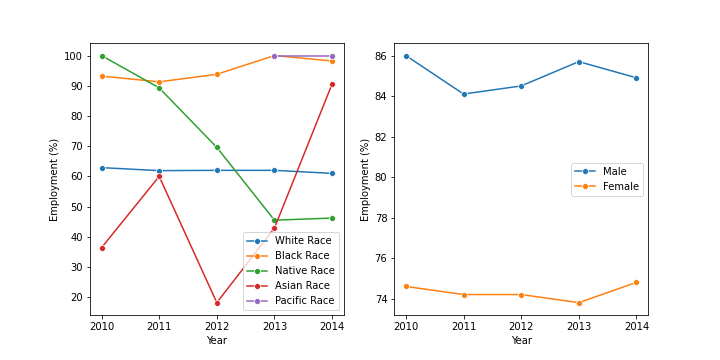 100
90
80
70
60
50
40
30
20
Employment (%)
2010 2011 2012 2013 2014
Year
White Race
Black Race
Native Race
Asian Race
Pacific Race
86
84
82
80
78
76
74
Employment (%)
2010 2011 2012 2013 2014
Year
Male
Female